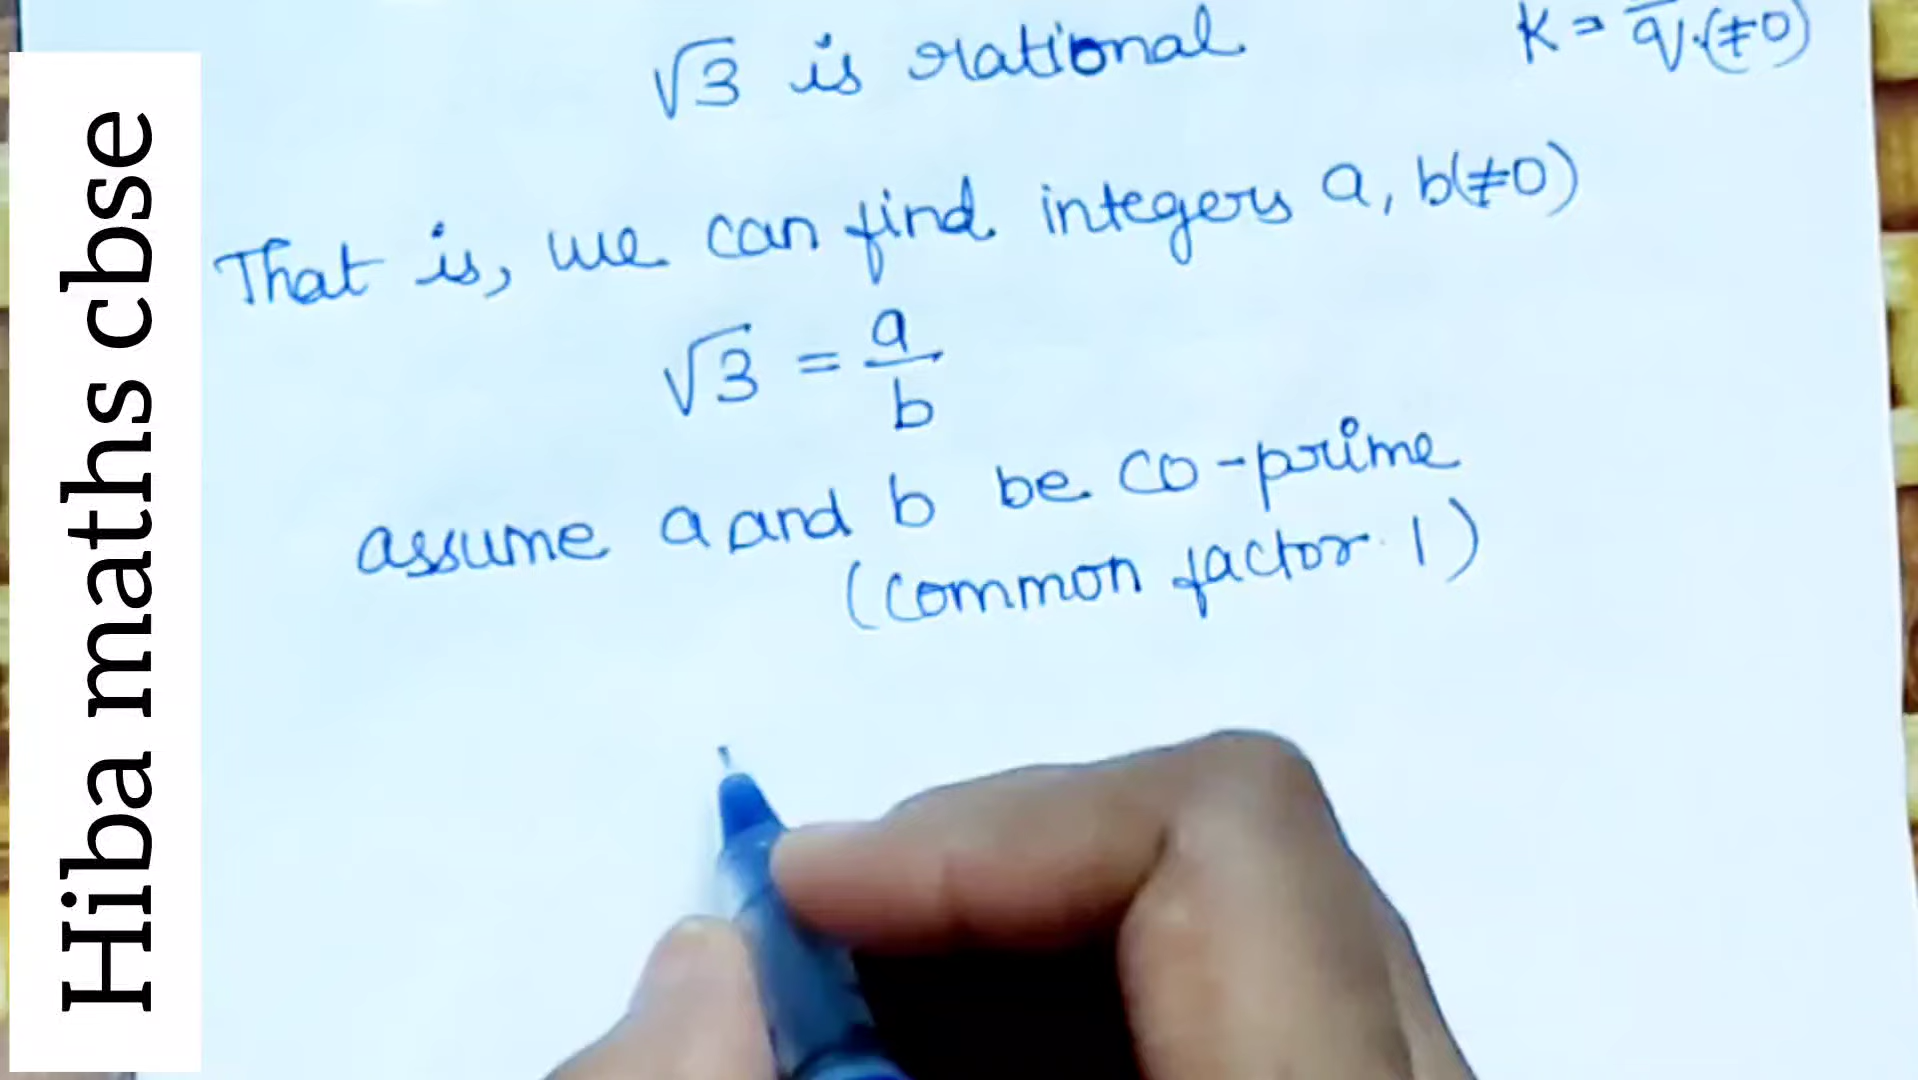 Hiba maths cbse
√3 is rational
K = /q.(≠0)
That is, we can find integers a, b(≠0)
√3 = a/b
assume a and b be co-prime
(common factor 1)